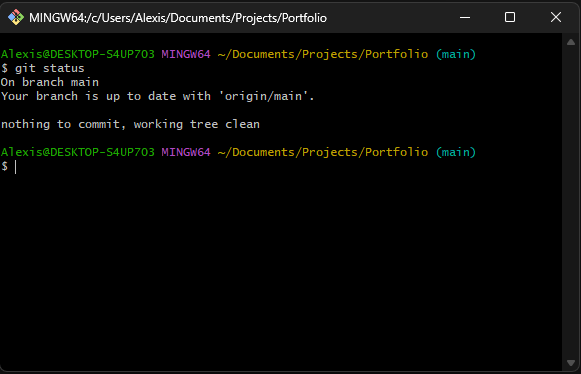 MINGW64:/c/Users/Alexis/Documents/Projects/Portfolio
Alexis@DESKTOP-S4UP7O3 MINGW64 ~/Documents/Projects/Portfolio (main)
$ git status
On branch main
Your branch is up to date with 'origin/main'.
nothing to commit, working tree clean
Alexis@DESKTOP-S4UP7O3 MINGW64 ~/Documents/Projects/Portfolio (main)
$